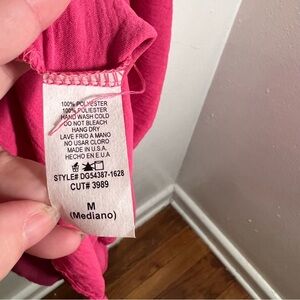 100% POLYESTER
100% POLYESTER
HAND WASH COLD
DO NOT BLEACH
HANG DRY
LAVE FRIO A MANO
NO USAR CLORO
MADE IN U.S.A.
HECHO EN E.U.A
STYLE# DG54387-1628
CUT# 3989
M
(Mediano)